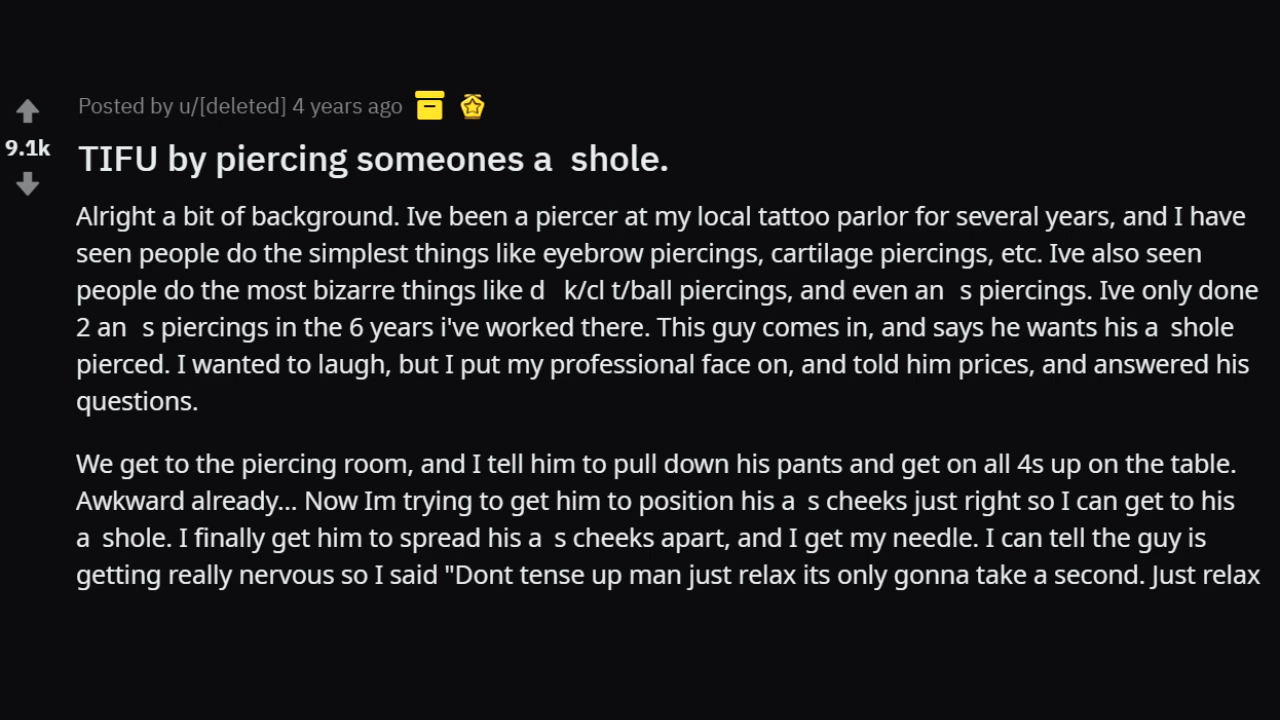 Posted by u/[deleted] 4 years ago
9.1k
TIFU by piercing someones a  shole.
Alright a bit of background. Ive been a piercer at my local tattoo parlor for several years, and I have
seen people do the simplest things like eyebrow piercings, cartilage piercings, etc. Ive also seen
people do the most bizarre things like d   k/cl t/ball piercings, and even an  s piercings. Ive only done
2 an  s piercings in the 6 years i've worked there. This guy comes in, and says he wants his a  shole
pierced. I wanted to laugh, but I put my professional face on, and told him prices, and answered his
questions.
We get to the piercing room, and I tell him to pull down his pants and get on all 4s up on the table.
Awkward already... Now Im trying to get him to position his a  s cheeks just right so I can get to his
a  shole. I finally get him to spread his a  s cheeks apart, and I get my needle. I can tell the guy is
getting really nervous so I said "Dont tense up man just relax its only gonna take a second. Just relax